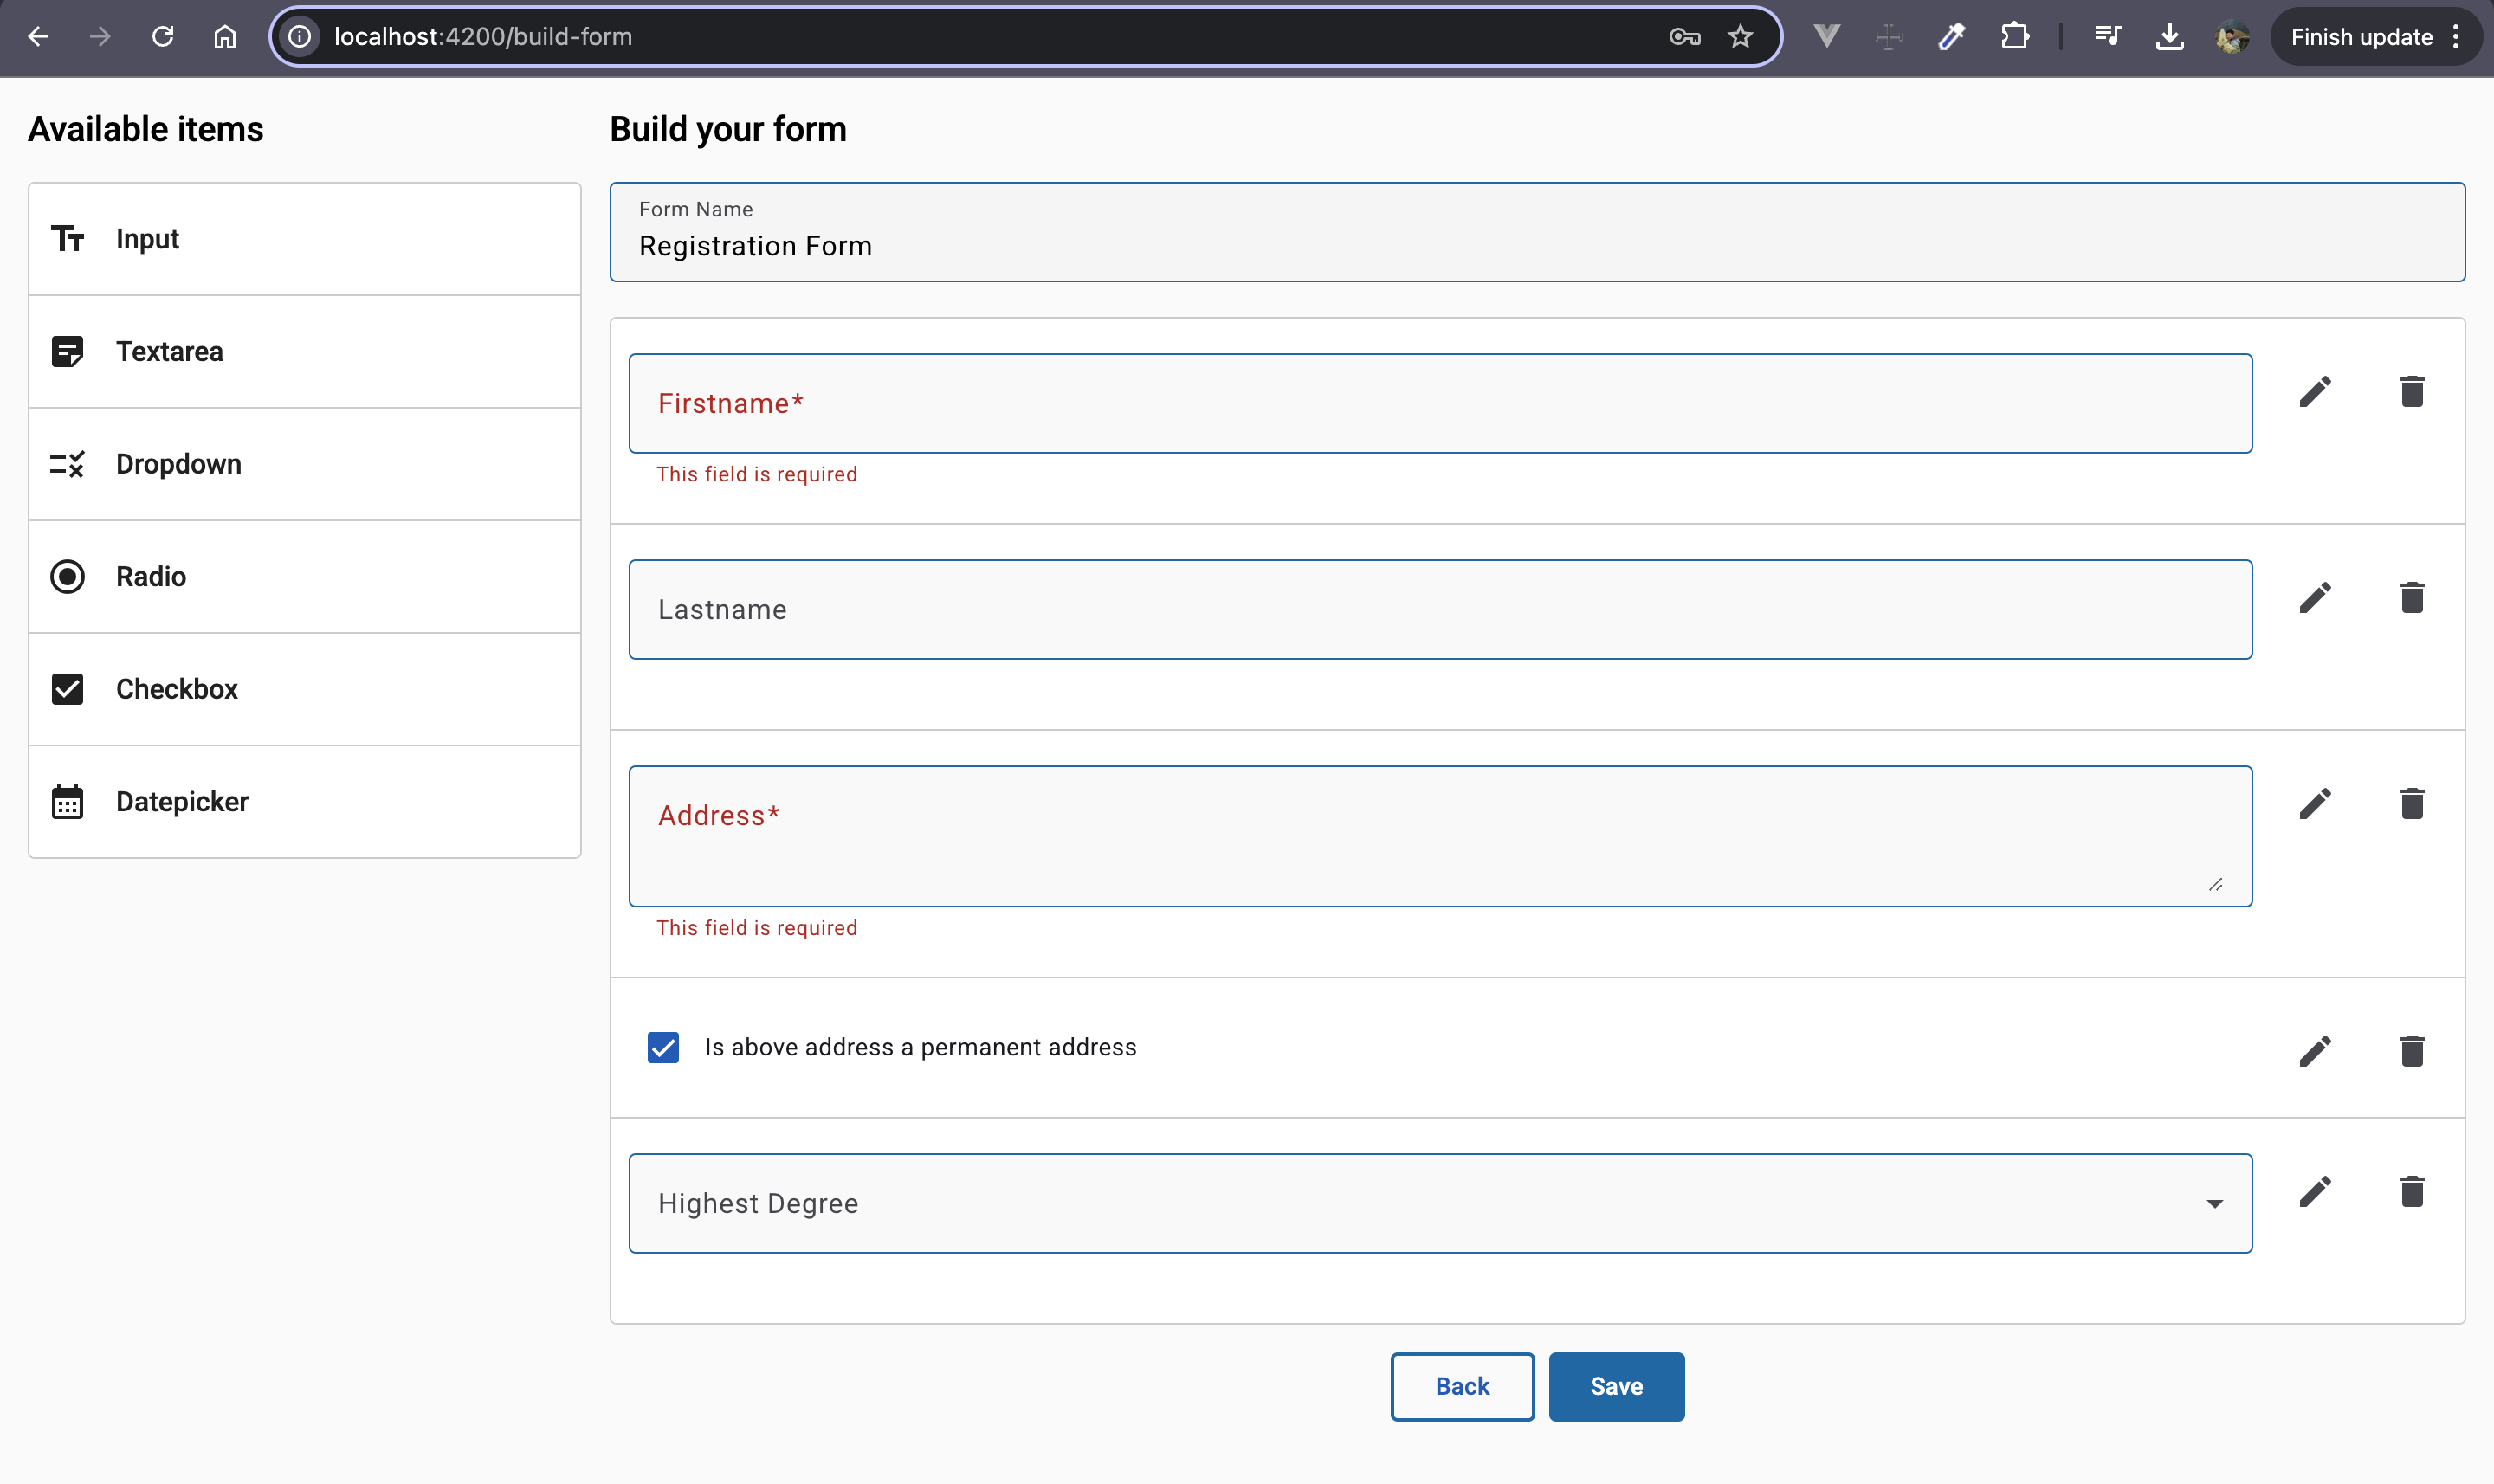 localhost:4200/build-form
Finish update
Available items
Input
Textarea
Dropdown
Radio
Checkbox
Datepicker
Build your form
Form Name
Registration Form
Firstname*
This field is required
Lastname
Address*
This field is required
Is above address a permanent address
Highest Degree
Back
Save